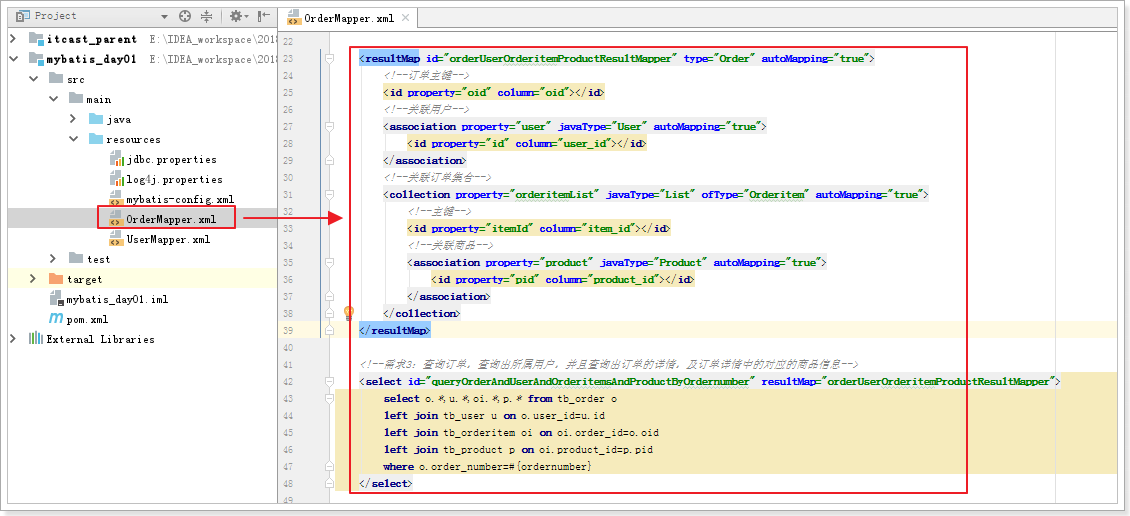 Project
OrderMapper.xml
itcast_parent E:\IDEA_workspace\2018
mybatis_day01 E:\IDEA_workspace\2018
src
main
java
resources
jdbc.properties
log4j.properties
mybatis-config.xml
OrderMapper.xml
UserMapper.xml
test
target
mybatis_day01.iml
pom.xml
External Libraries
22
23 <resultMap id="orderUserOrderitemProductResultMapper" type="Order" autoMapping="true">
24 <!--订单主键-->
25 <id property="oid" column="oid"></id>
26 <!--关联用户-->
27 <association property="user" javaType="User" autoMapping="true">
28 <id property="id" column="user_id"></id>
29 </association>
30 <!--关联订单集合-->
31 <collection property="orderitemList" javaType="List" ofType="Orderitem" autoMapping="true">
32 <!--主键-->
33 <id property="itemId" column="item_id"></id>
34 <!--关联商品-->
35 <association property="product" javaType="Product" autoMapping="true">
36 <id property="pid" column="product_id"></id>
37 </association>
38 </collection>
39 </resultMap>
40
41 <!--需求3：查询订单，查询出所属用户，并且查询出订单的详情，及订单详情中的对应的商品信息-->
42 <select id="queryOrderAndUserAndOrderitemsAndProductByOrdernumber" resultMap="orderUserOrderitemProductResultMapper">
43 select o.*,u.*,oi.*,p.* from tb_order o
44 left join tb_user u on o.user_id=u.id
45 left join tb_orderitem oi on oi.order_id=o.oid
46 left join tb_product p on oi.product_id=p.pid
47 where o.order_number=#{ordernumber}
48 </select>
49